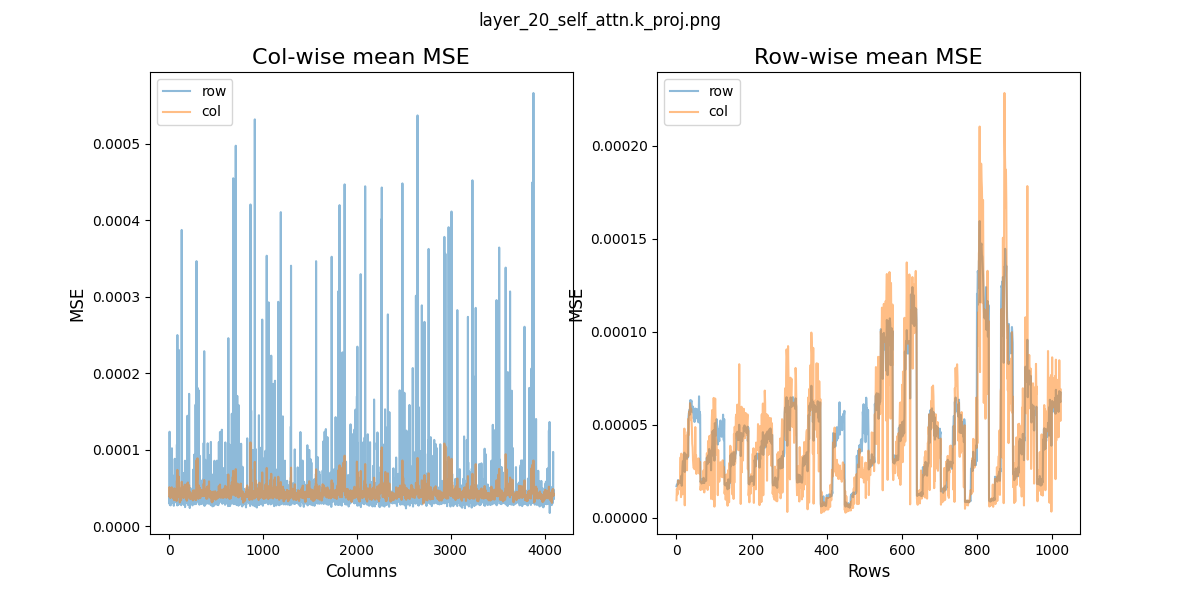 layer_20_self_attn.k_proj.png
Col-wise mean MSE
row
col
MSE
0.0005
0.0004
0.0003
0.0002
0.0001
0.0000
0
1000
2000
3000
4000
Columns
Row-wise mean MSE
row
col
MSE
0.00020
0.00015
0.00010
0.00005
0.00000
0
200
400
600
800
1000
Rows